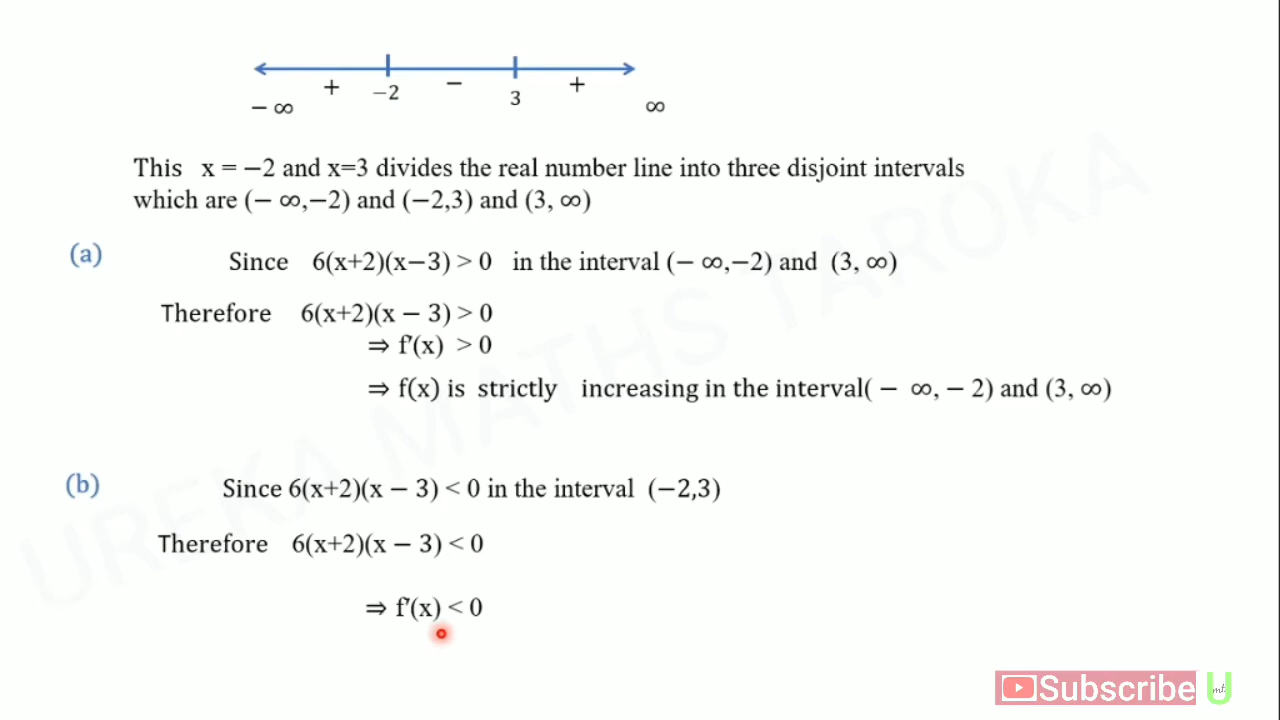 + −2 − 3 +
− ∞ ∞
This x = −2 and x=3 divides the real number line into three disjoint intervals
which are (− ∞,−2) and (−2,3) and (3, ∞)
(a) Since 6(x+2)(x−3) > 0 in the interval (− ∞,−2) and (3, ∞)
Therefore 6(x+2)(x − 3) > 0
⇒ f'(x) > 0
⇒ f(x) is strictly increasing in the interval( − ∞, − 2) and (3, ∞)
(b) Since 6(x+2)(x − 3) < 0 in the interval (−2,3)
Therefore 6(x+2)(x − 3) < 0
⇒ f'(x) < 0
UREKA MATHS TAROKA
Subscribe U